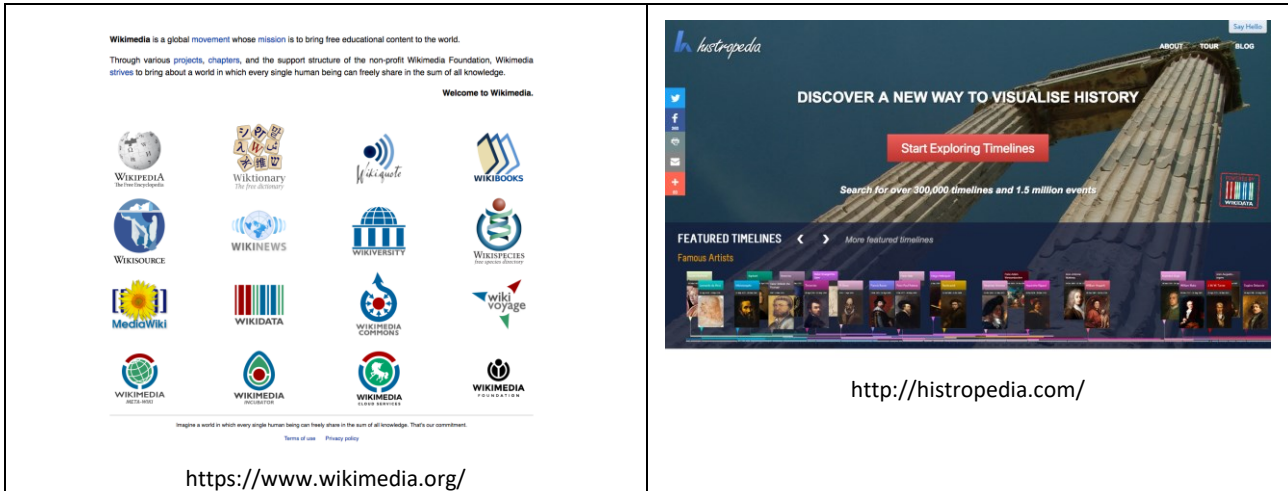 Wikimedia is a global movement whose mission is to bring free educational content to the world.
Through various projects, chapters, and the support structure of the non-profit Wikimedia Foundation, Wikimedia
strives to bring about a world in which every single human being can freely share in the sum of all knowledge.
Welcome to Wikimedia.
WIKIPEDIA
The Free Encyclopedia
Wiktionary
The free dictionary
Wikiquote
WIKIBOOKS
WIKISOURCE
WIKINEWS
WIKIVERSITY
WIKISPECIES
free species directory
MediaWiki
WIKIDATA
WIKIMEDIA
COMMONS
wiki
voyage
WIKIMEDIA
META-WIKI
WIKIMEDIA
INCUBATOR
WIKIMEDIA
CLOUD SERVICES
WIKIMEDIA
FOUNDATION
Imagine a world in which every single human being can freely share in the sum of all knowledge. That's our commitment.
Terms of use Privacy policy
https://www.wikimedia.org/
Say Hello
histropedia
ABOUT TOUR BLOG
DISCOVER A NEW WAY TO VISUALISE HISTORY
Start Exploring Timelines
Search for over 300,000 timelines and 1.5 million events
POWERED BY
WIKIDATA
FEATURED TIMELINES More featured timelines
Famous Artists
http://histropedia.com/